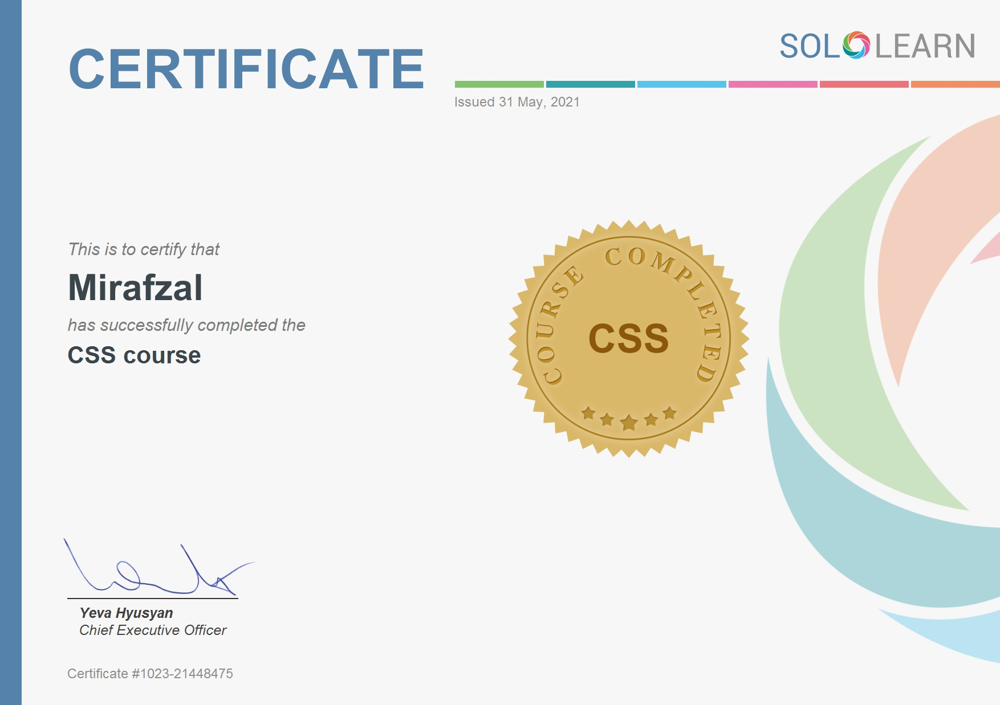 CERTIFICATE
SOLOLEARN
Issued 31 May, 2021
This is to certify that
Mirafzal
has successfully completed the
CSS course
COURSE COMPLETED
CSS
Yeva Hyusyan
Chief Executive Officer
Certificate #1023-21448475